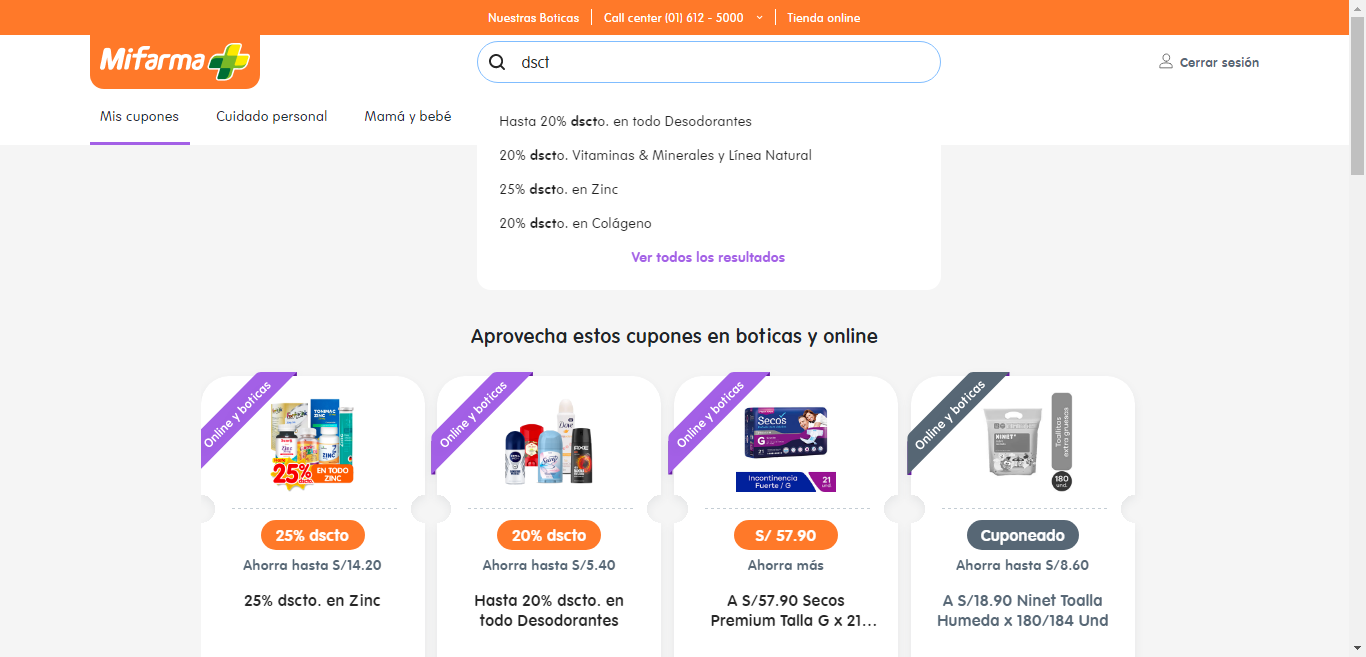 Nuestras Boticas
Call center (01) 612 - 5000
Tienda online
Mifarma
dsct
Cerrar sesión
Mis cupones
Cuidado personal
Mamá y bebé
Hasta 20% dscto. en todo Desodorantes
20% dscto. Vitaminas & Minerales y Línea Natural
25% dscto. en Zinc
20% dscto. en Colágeno
Ver todos los resultados
Aprovecha estos cupones en boticas y online
Online y boticas
25%
EN TODO
ZINC
25% dscto
Ahorra hasta S/14.20
25% dscto. en Zinc
Online y boticas
Dove
AXE
20% dscto
Ahorra hasta S/5.40
Hasta 20% dscto. en
todo Desodorantes
Online y boticas
Secos
G
Incontinencia
Fuerte / G
21
und.
S/ 57.90
Ahorra más
A S/57.90 Secos
Premium Talla G x 21...
Online y boticas
NINET
Toallitas
extra gruesas
180
und.
Cuponeado
Ahorra hasta S/8.60
A S/18.90 Ninet Toalla
Humeda x 180/184 Und